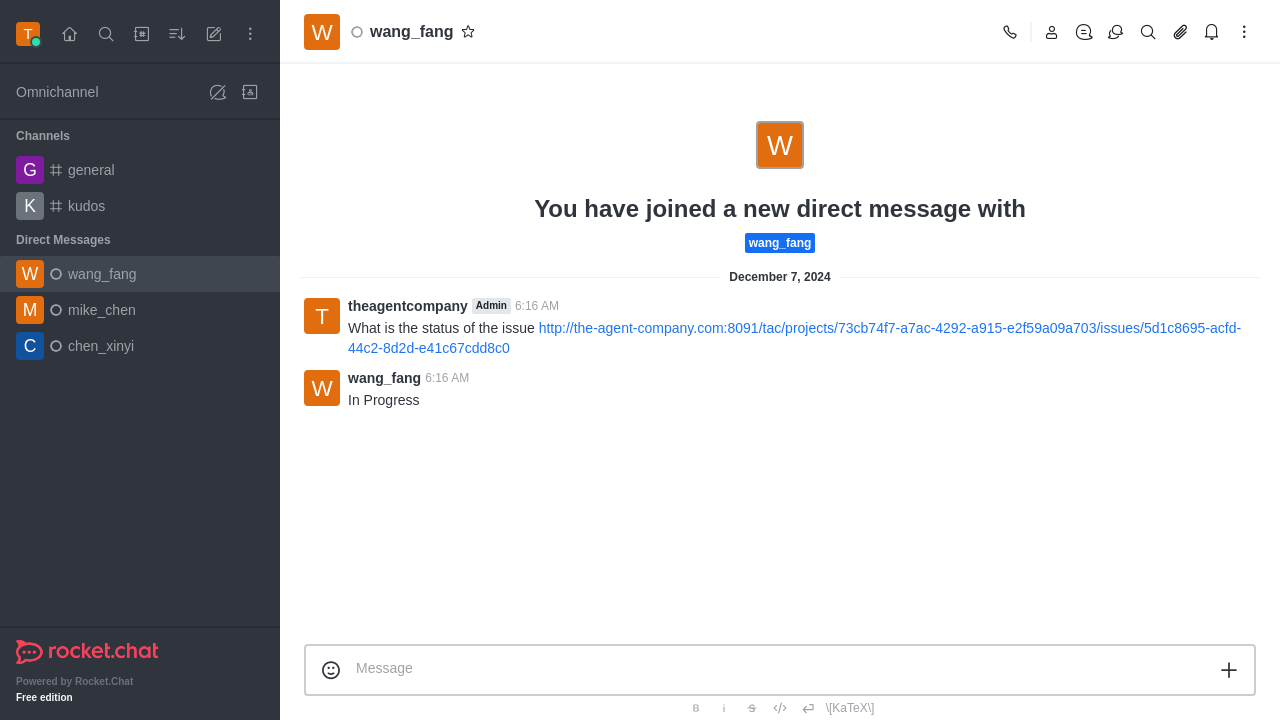 T
Omnichannel
Channels
G general
K kudos
Direct Messages
W wang_fang
M mike_chen
C chen_xinyi
rocket.chat
Powered by Rocket.Chat
Free edition
W wang_fang
W
You have joined a new direct message with
wang_fang
December 7, 2024
T theagentcompany Admin 6:16 AM
What is the status of the issue http://the-agent-company.com:8091/tac/projects/73cb74f7-a7ac-4292-a915-e2f59a09a703/issues/5d1c8695-acfd-
44c2-8d2d-e41c67cdd8c0
W wang_fang 6:16 AM
In Progress
Message
B i S </> \[KaTeX\]